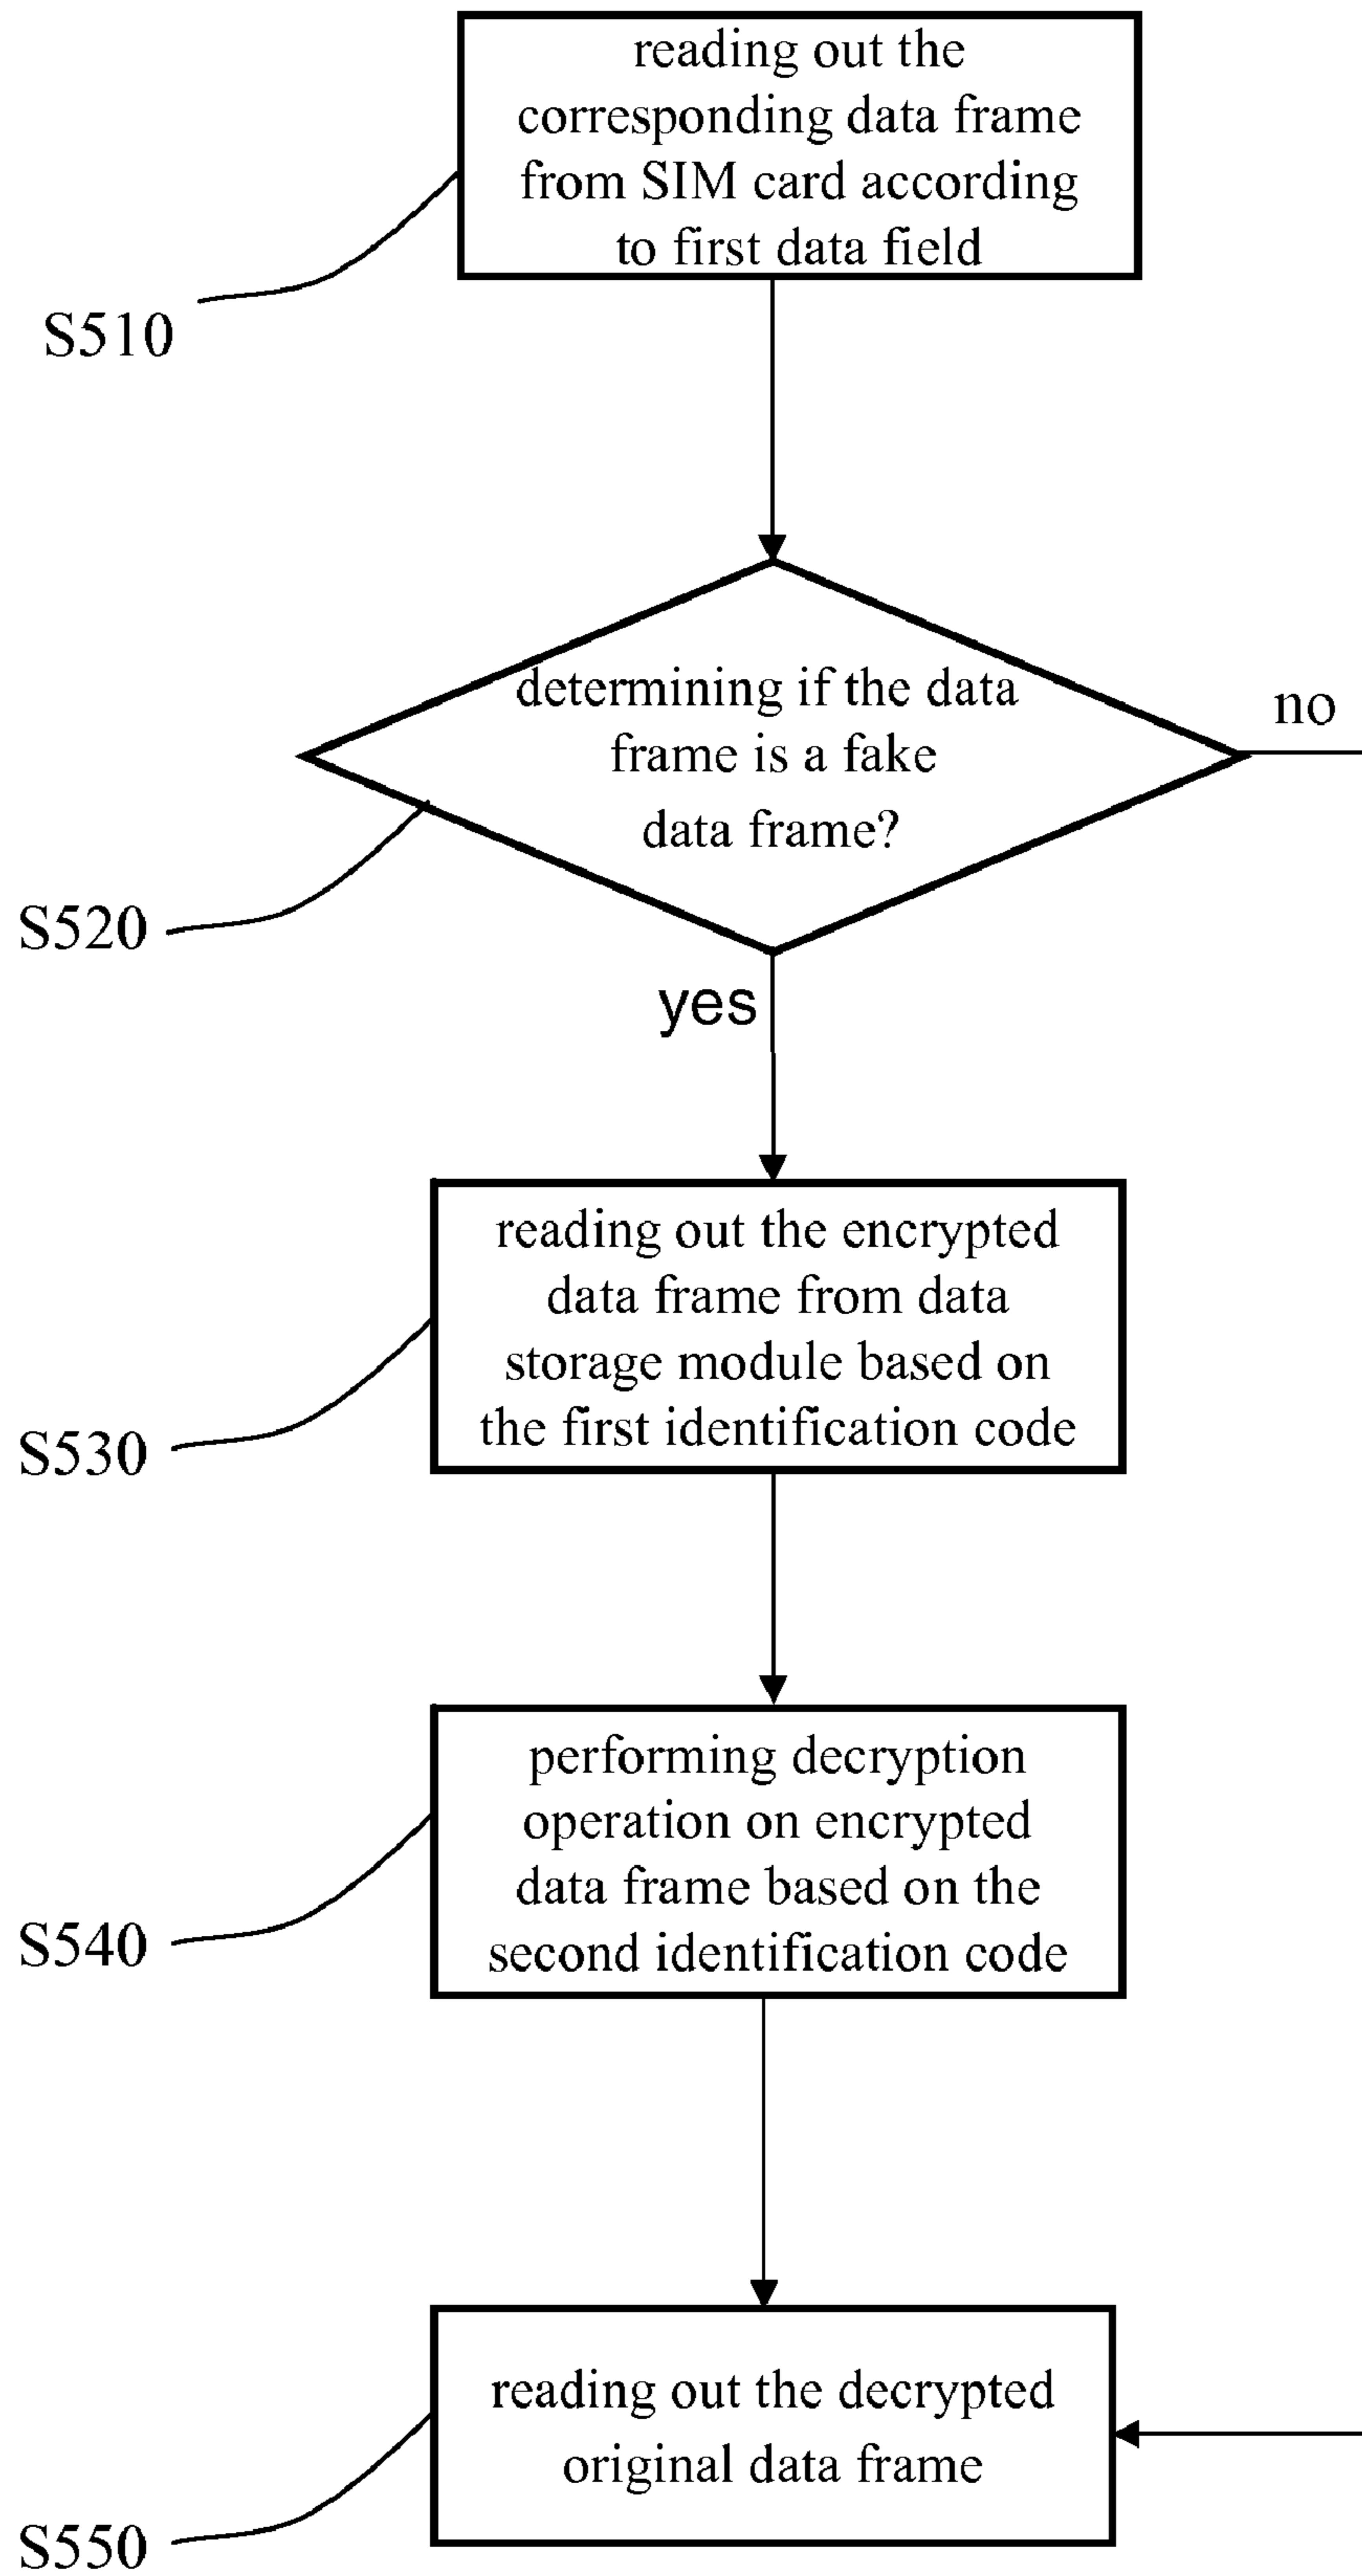 reading out the
corresponding data frame
from SIM card according
to first data field
S510
determining if the data
frame is a fake
data frame?
no
S520
yes
reading out the encrypted
data frame from data
storage module based on
the first identification code
S530
performing decryption
operation on encrypted
data frame based on the
second identification code
S540
reading out the decrypted
original data frame
S550